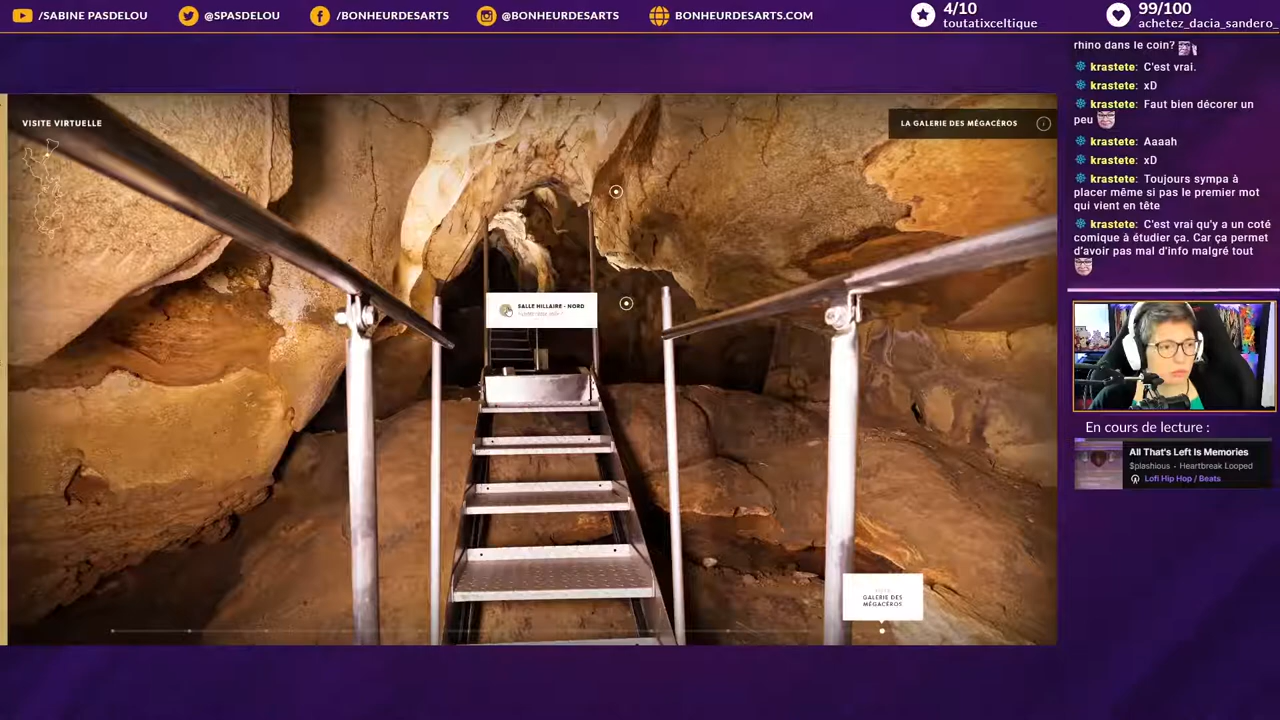 /SABINE PASDELOU
@SPASDELOU
/BONHEURDESARTS
@BONHEURDESARTS
BONHEURDESARTS.COM
4/10
toutatixceltique
99/100
achetez_dacia_sandero_
rhino dans le coin?
krastete: C'est vrai.
krastete: xD
krastete: Faut bien décorer un
peu
krastete: Aaaah
krastete: xD
krastete: Toujours sympa à
placer même si pas le premier mot
qui vient en tête
krastete: C'est vrai qu'y a un coté
comique à étudier ça. Car ça permet
d'avoir pas mal d'info malgré tout
VISITE VIRTUELLE
LA GALERIE DES MÉGACÉROS
SALLE HILLAIRE - NORD
GALERIE DES
MÉGACÉROS
En cours de lecture :
All That's Left Is Memories
$plashious • Heartbreak Looped
Lofi Hip Hop / Beats